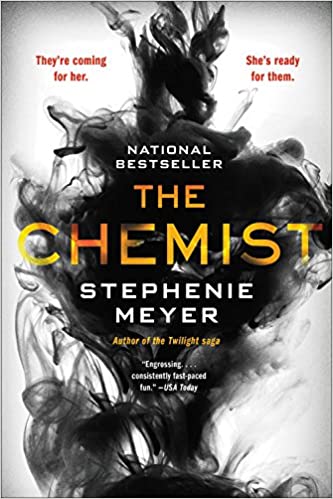 They're coming
for her.
She's ready
for them.
NATIONAL
BESTSELLER
THE
CHEMIST
STEPHENIE
MEYER
Author of the Twilight saga
"Engrossing. . . .
consistently fast-paced
fun." —USA Today